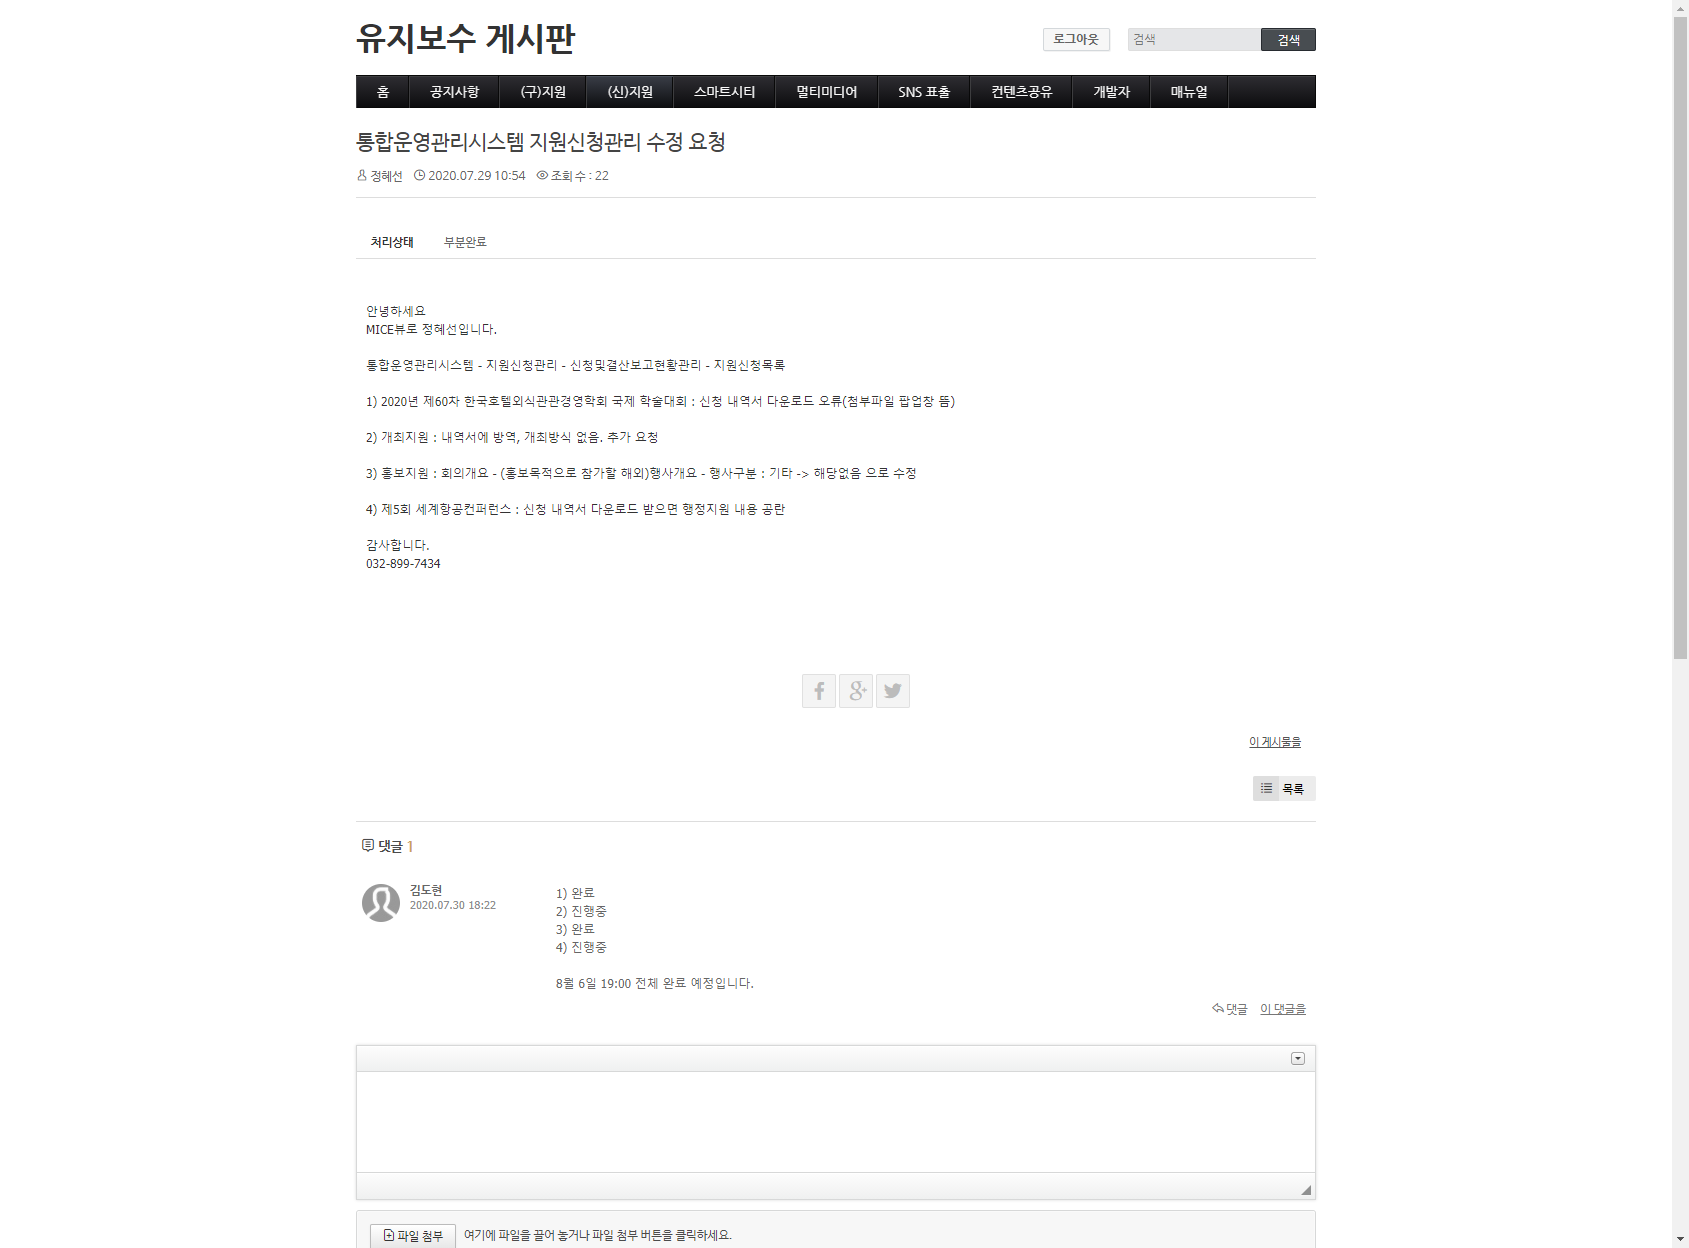 유지보수 게시판
로그아웃 검색 검색
홈 공지사항 (구)지원 (신)지원 스마트시티 멀티미디어 SNS 표출 컨텐츠공유 개발자 매뉴얼
통합운영관리시스템 지원신청관리 수정 요청
정혜선 2020.07.29 10:54 조회 수 : 22
처리상태 부분완료
안녕하세요
MICE뷰로 정혜선입니다.
통합운영관리시스템 - 지원신청관리 - 신청및결산보고현황관리 - 지원신청목록
1) 2020년 제60차 한국호텔외식관관경영학회 국제 학술대회 : 신청 내역서 다운로드 오류(첨부파일 팝업창 뜸)
2) 개최지원 : 내역서에 방역, 개최방식 없음. 추가 요청
3) 홍보지원 : 회의개요 - (홍보목적으로 참가할 해외)행사개요 - 행사구분 : 기타 -> 해당없음 으로 수정
4) 제5회 세계항공컨퍼런스 : 신청 내역서 다운로드 받으면 행정지원 내용 공란
감사합니다.
032-899-7434
이 게시물을
목록
댓글 1
김도현
2020.07.30 18:22
1) 완료
2) 진행중
3) 완료
4) 진행중
8월 6일 19:00 전체 완료 예정입니다.
댓글 이 댓글을
파일 첨부 여기에 파일을 끌어 놓거나 파일 첨부 버튼을 클릭하세요.